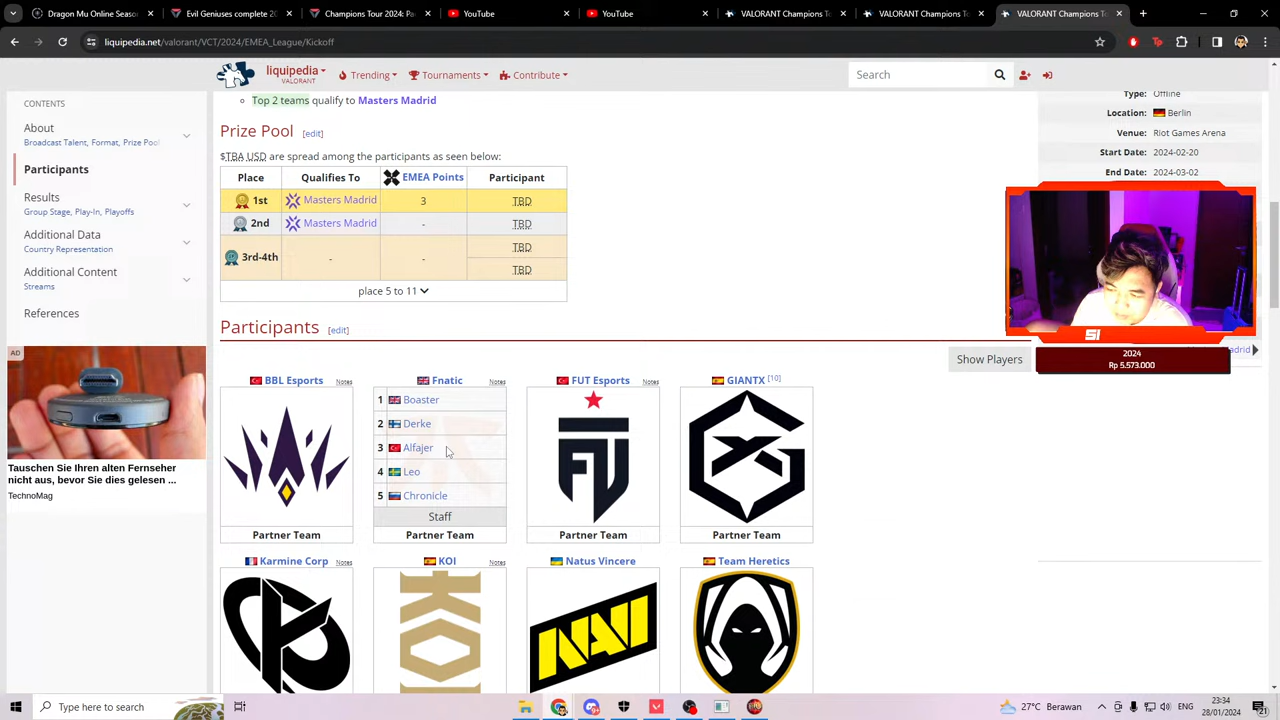 Dragon Mu Online Seaso
Evil Geniuses complete 20
Champions Tour 2024: Pa
YouTube
YouTube
VALORANT Champions To
VALORANT Champions To
VALORANT Champions To
liquipedia.net/valorant/VCT/2024/EMEA_League/Kickoff
liquipedia
VALORANT
Trending
Tournaments
Contribute
Search
CONTENTS
About
Broadcast Talent, Format, Prize Pool
Participants
Results
Group Stage, Play-In, Playoffs
Additional Data
Country Representation
Additional Content
Streams
References
AD
Tauschen Sie Ihren alten Fernseher
nicht aus, bevor Sie dies gelesen ...
TechnoMag
Top 2 teams qualify to Masters Madrid
Prize Pool [edit]
$TBA USD are spread among the participants as seen below:
Place Qualifies To EMEA Points Participant
1st Masters Madrid 3 TBD
2nd Masters Madrid - TBD
3rd-4th - - TBD
TBD
place 5 to 11
Participants [edit]
Show Players
BBL Esports Notes
Partner Team
Fnatic Notes
1 Boaster
2 Derke
3 Alfajer
4 Leo
5 Chronicle
Staff
Partner Team
FUT Esports Notes
FU
Partner Team
GIANTX [10]
GX
Partner Team
Karmine Corp Notes
KOI Notes
KOI
Natus Vincere
NAVI
Team Heretics
Type: Offline
Location: Berlin
Venue: Riot Games Arena
Start Date: 2024-02-20
End Date: 2024-03-02
SI
2024
Rp 5.573.000
adrid
Type here to search
27°C Berawan
ENG
23:34
28/01/2024
21